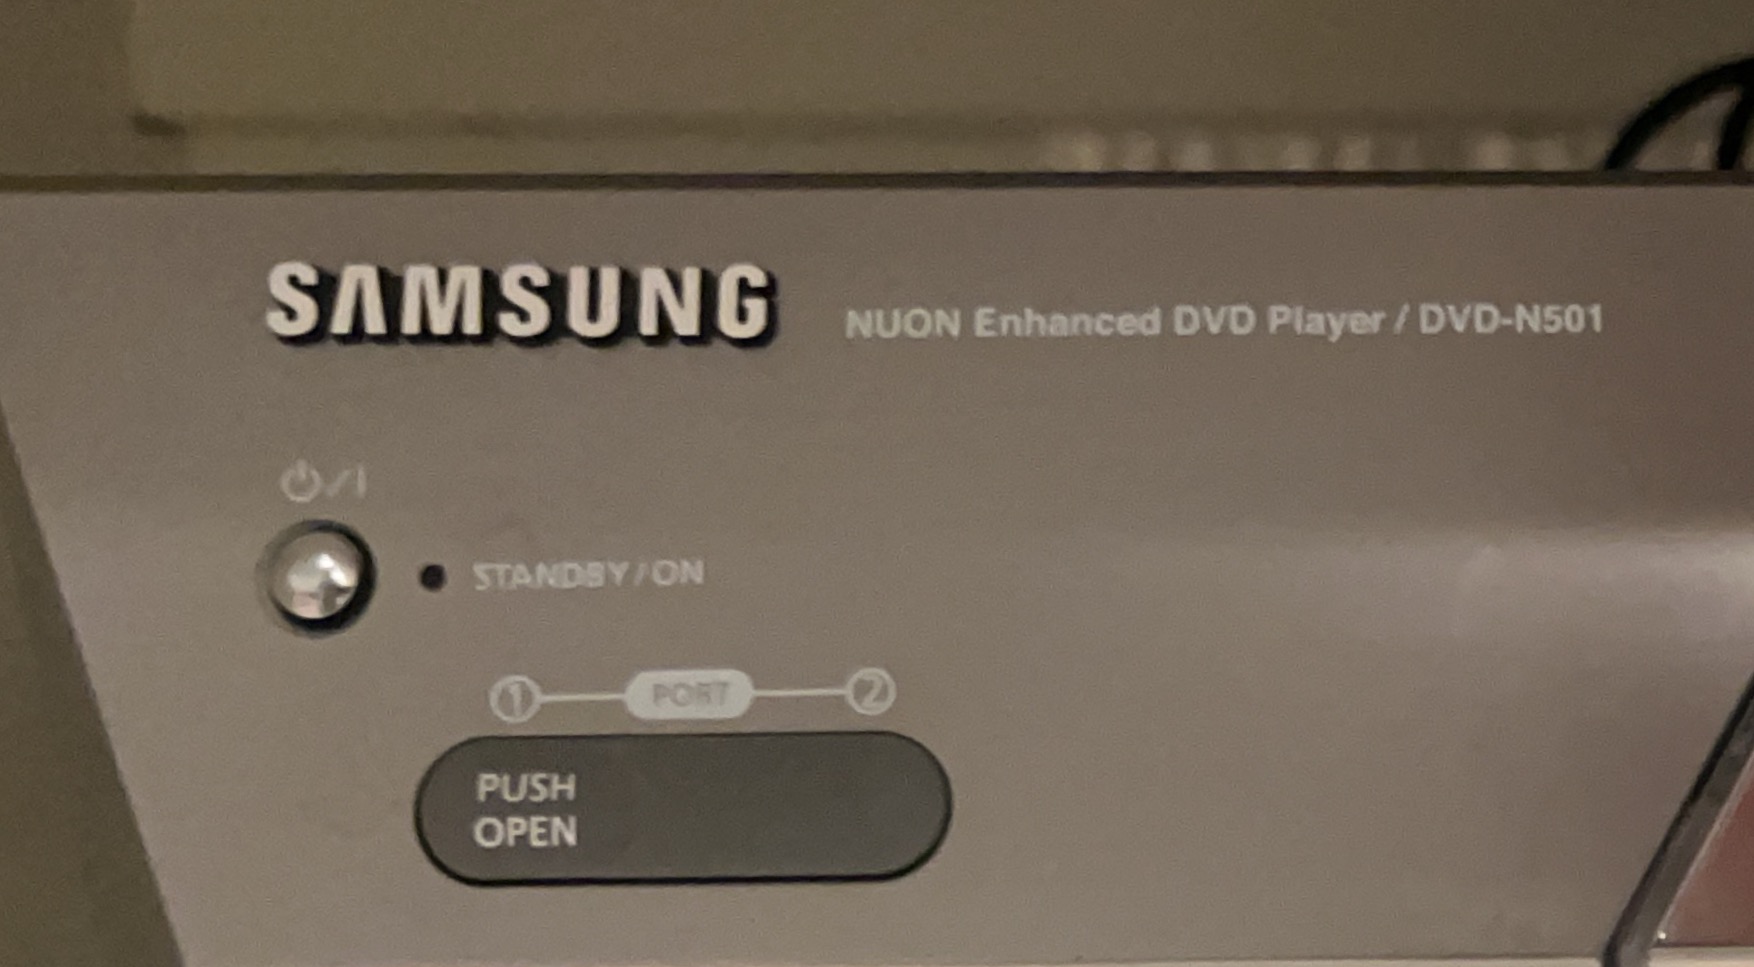 SAMSUNG NUON Enhanced DVD Player / DVD-N501
⏻/I
STANDBY/ON
1 PORT 2
PUSH
OPEN